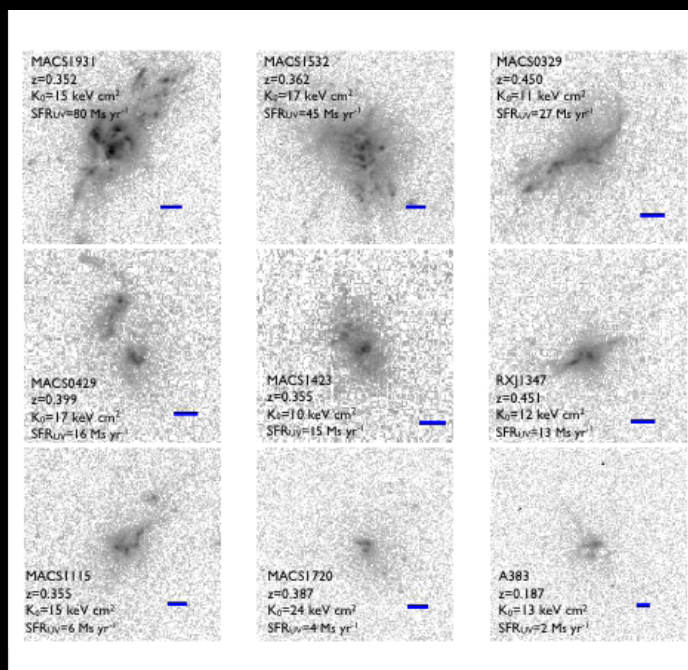 MACS1931
z=0.352
K₀=15 keV cm²
SFRᵤᵥ=80 Ms yr⁻¹
MACS1532
z=0.362
K₀=17 keV cm²
SFRᵤᵥ=45 Ms yr⁻¹
MACS0329
z=0.450
K₀=11 keV cm²
SFRᵤᵥ=27 Ms yr⁻¹
MACS0429
z=0.399
K₀=17 keV cm²
SFRᵤᵥ=16 Ms yr⁻¹
MACS1423
z=0.355
K₀=10 keV cm²
SFRᵤᵥ=15 Ms yr⁻¹
RXJ1347
z=0.451
K₀=12 keV cm²
SFRᵤᵥ=13 Ms yr⁻¹
MACS1115
z=0.355
K₀=15 keV cm²
SFRᵤᵥ=6 Ms yr⁻¹
MACS1720
z=0.387
K₀=24 keV cm²
SFRᵤᵥ=4 Ms yr⁻¹
A383
z=0.187
K₀=13 keV cm²
SFRᵤᵥ=2 Ms yr⁻¹